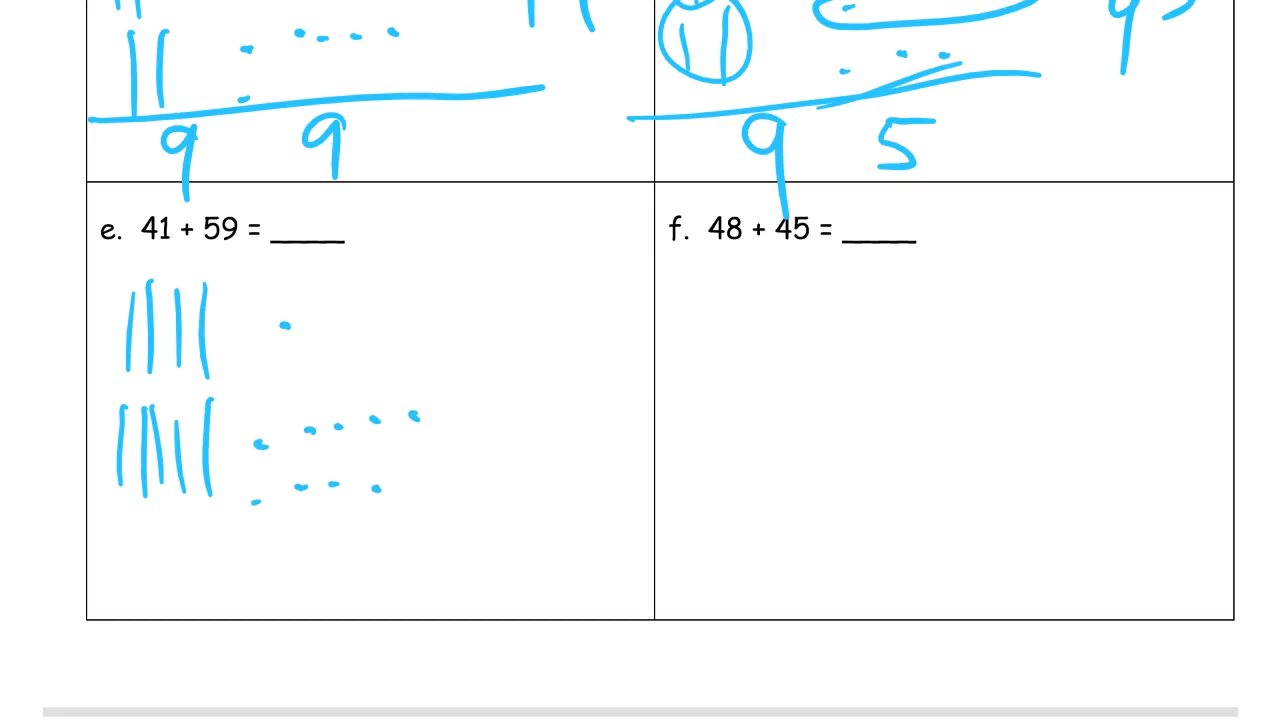 9 9
9 5
e. 41 + 59 = _____
f. 48 + 45 = _____